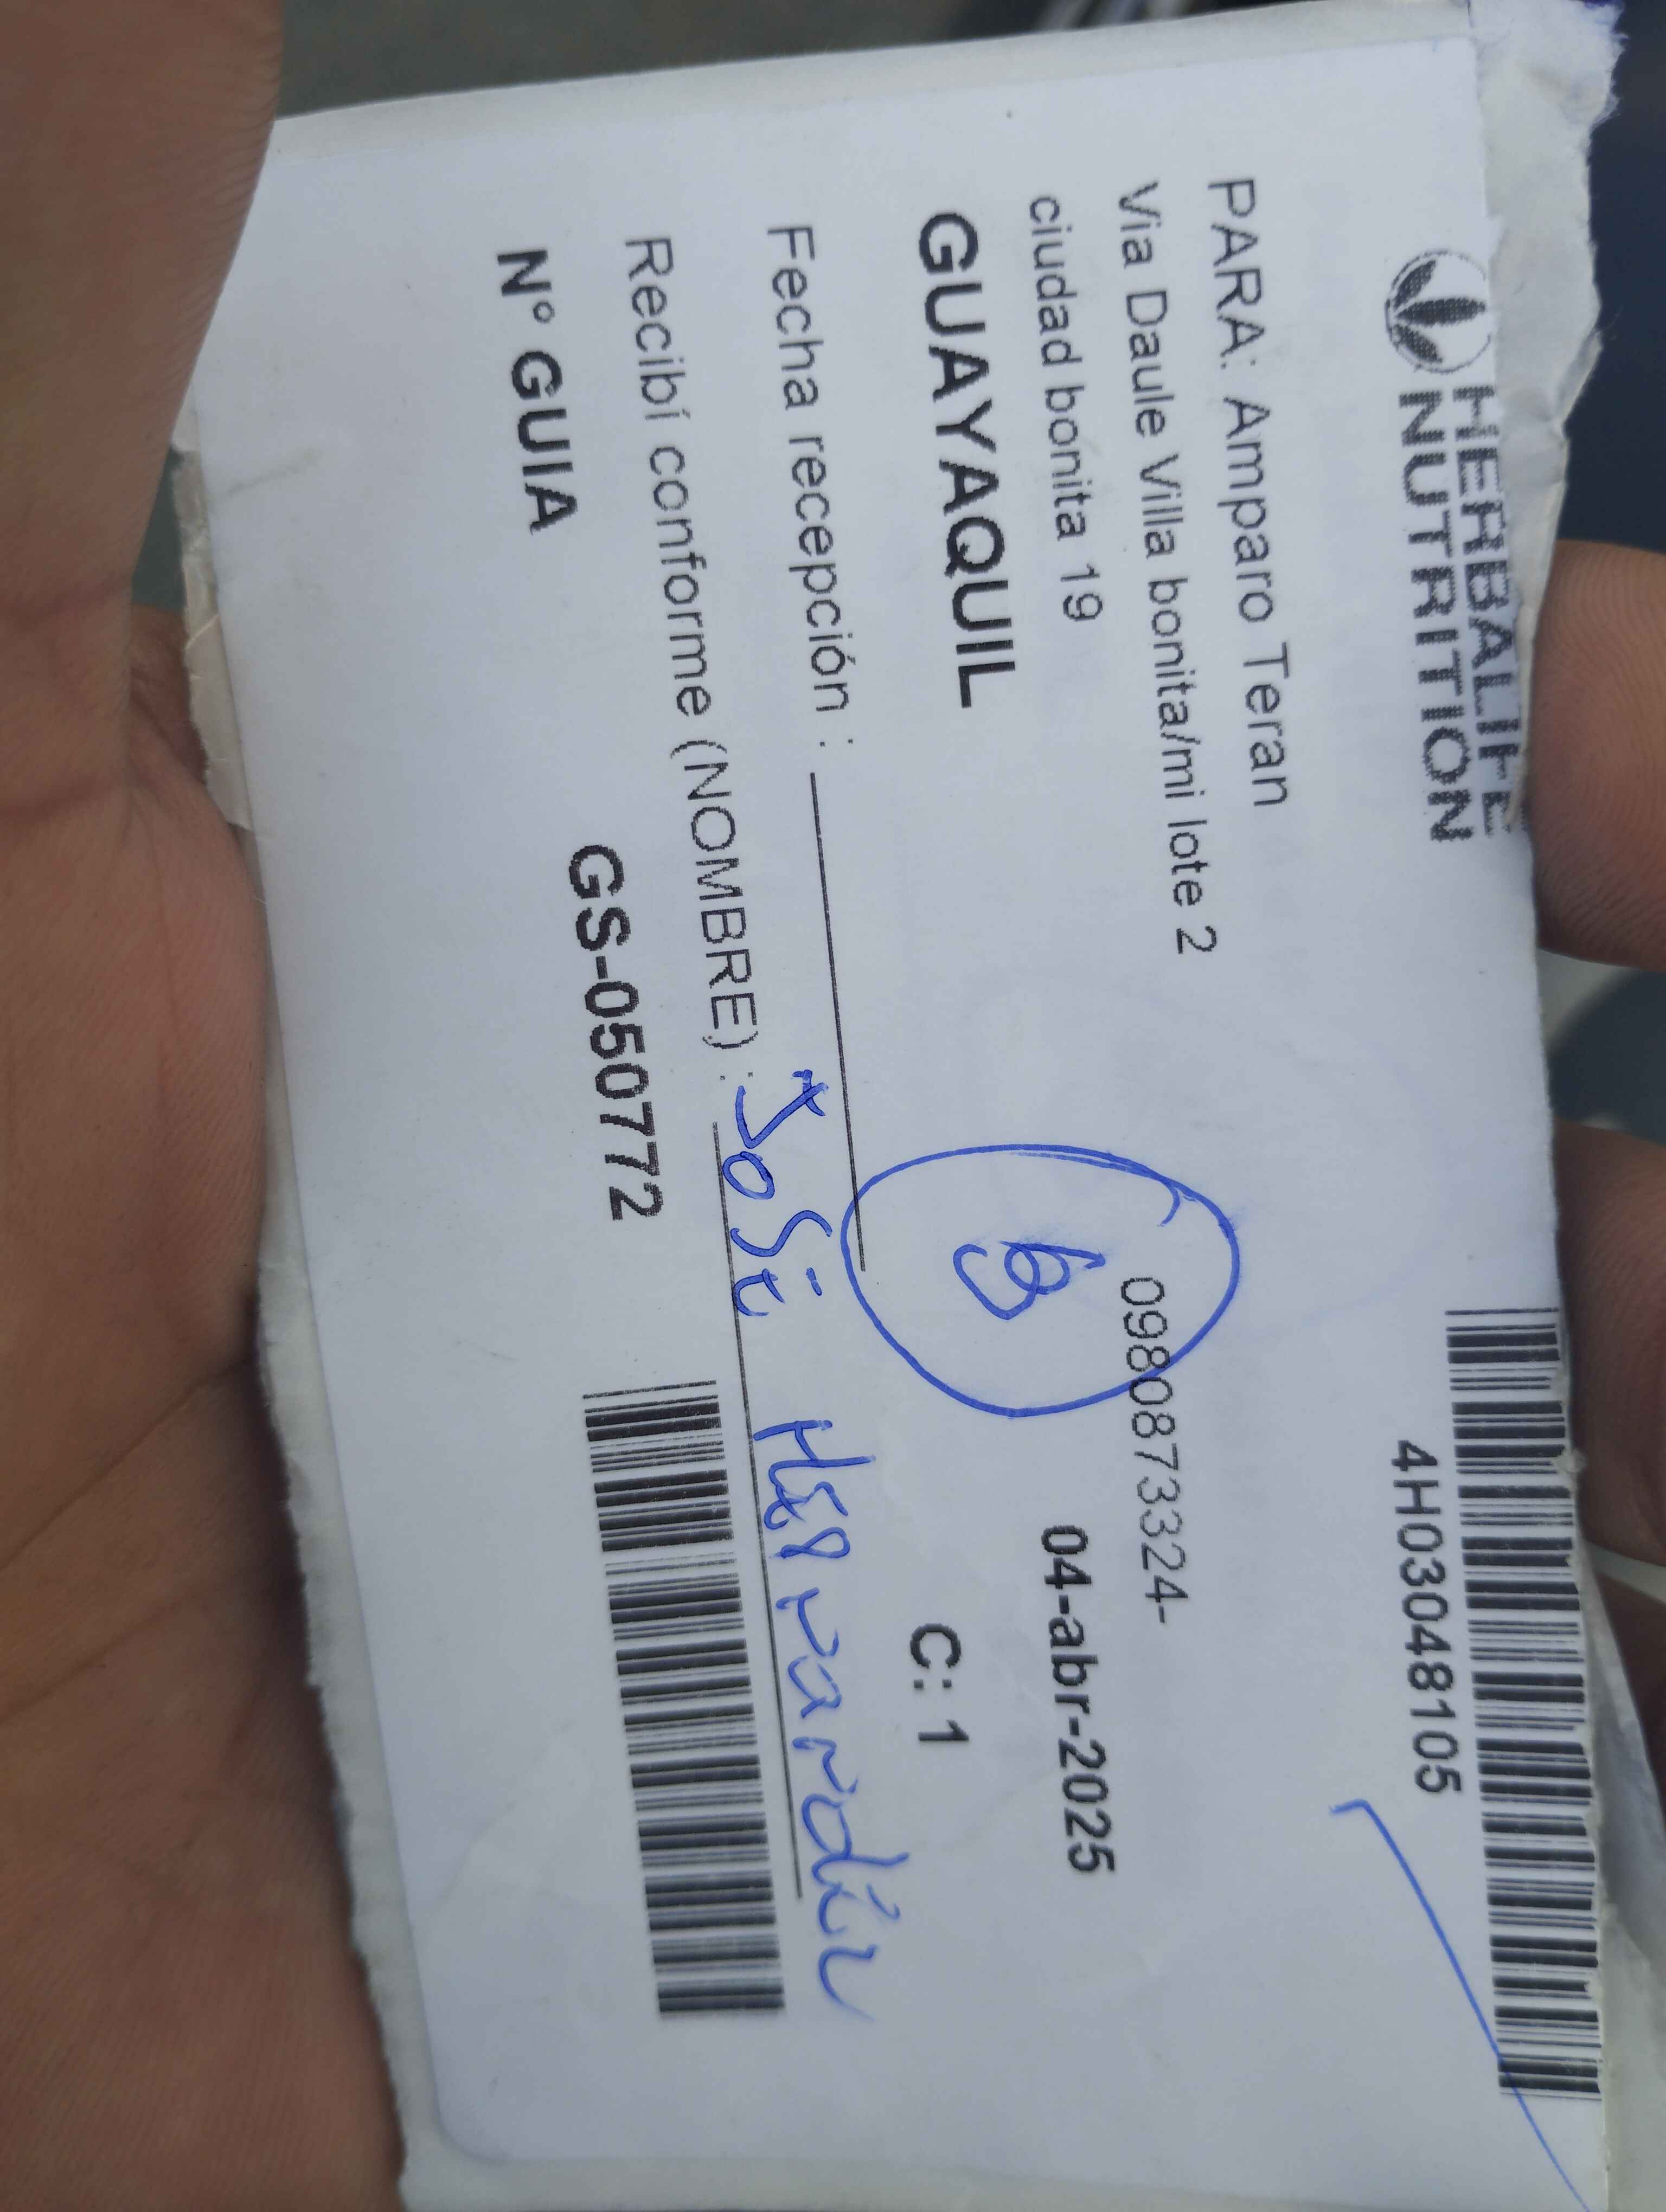 HERBALIFE
NUTRITION
4H03048105
PARA: Amparo Teran
Via Daule Villa bonita/mi lote 2
0980873324-
ciudad bonita 19
04-abr-2025
GUAYAQUIL
C: 1
Fecha recepción :
Recibí conforme (NOMBRE) : José
N° GUIA
GS-050772